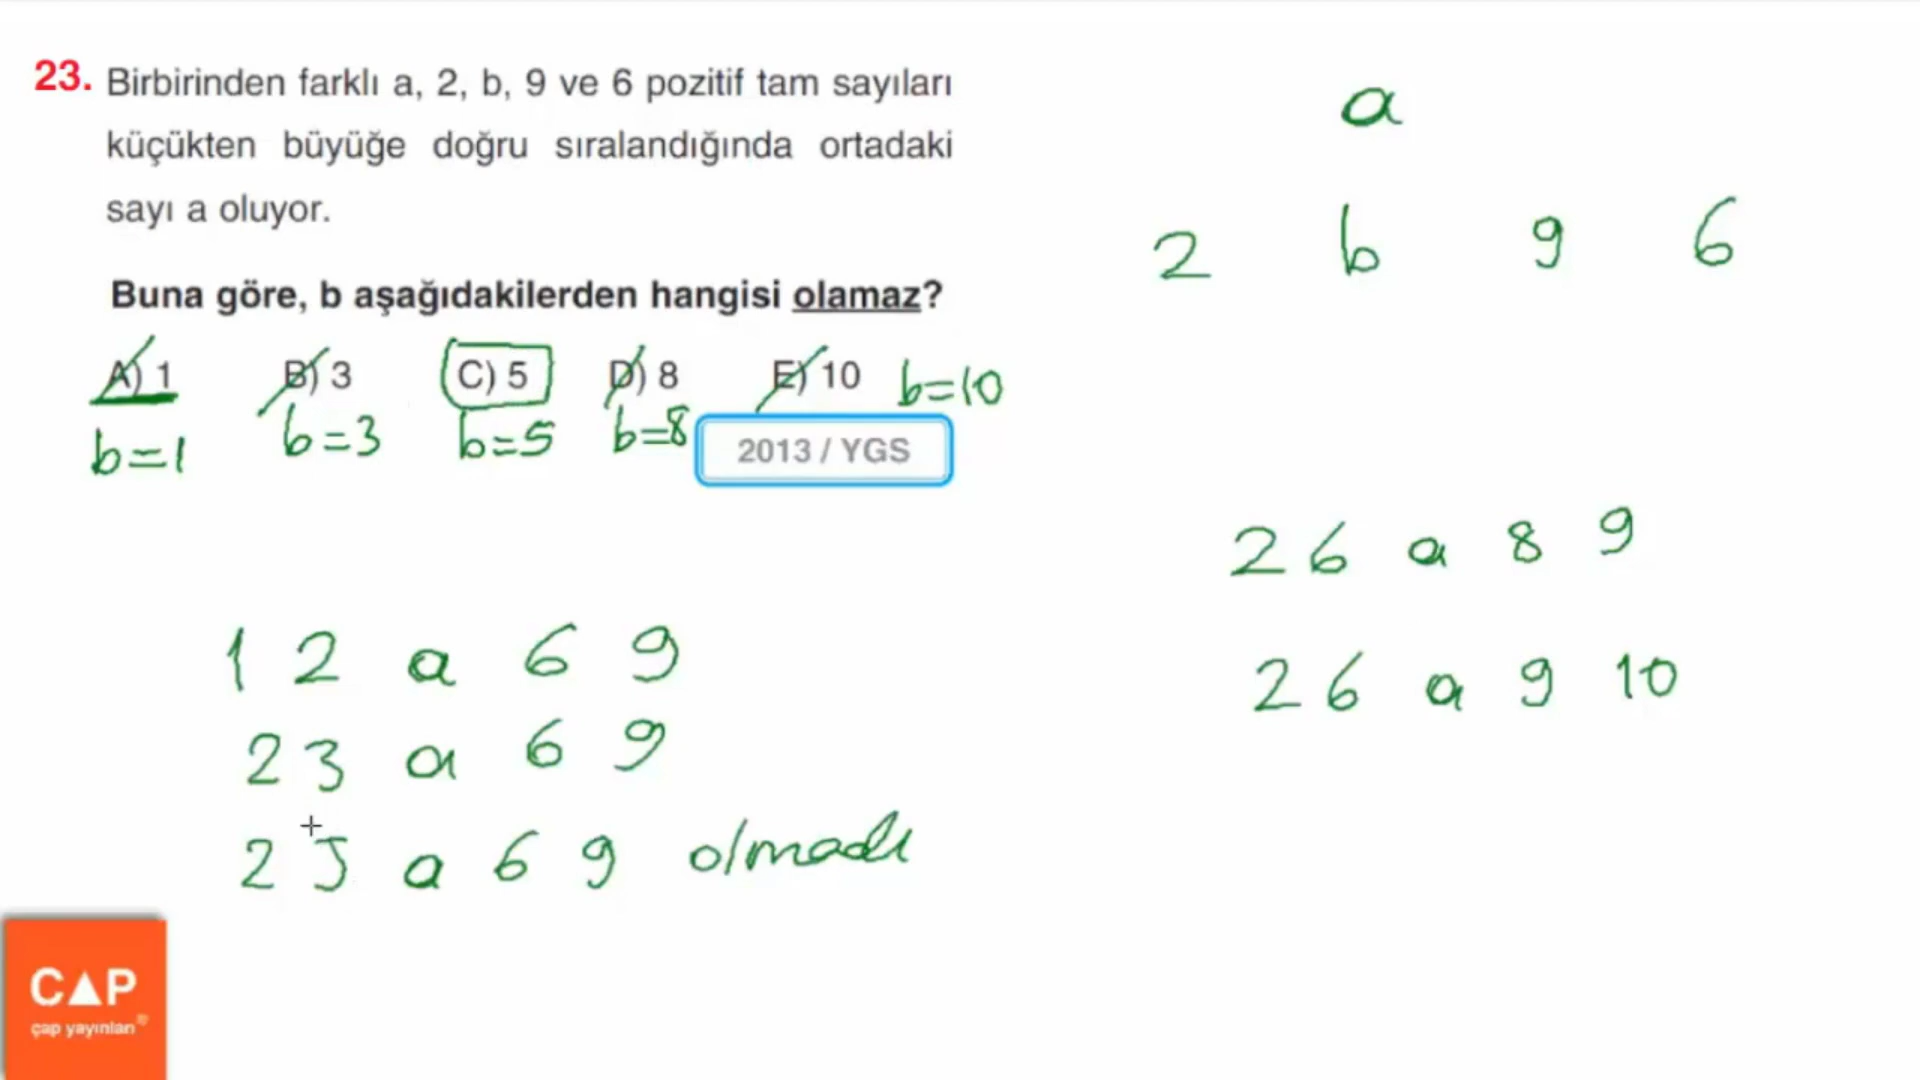 23. Birbirinden farklı a, 2, b, 9 ve 6 pozitif tam sayıları
küçükten büyüğe doğru sıralandığında ortadaki
sayı a oluyor.
Buna göre, b aşağıdakilerden hangisi olamaz?
A) 1 B) 3 C) 5 D) 8 E) 10 b=10
b=1 b=3 b=5 b=8
2013 / YGS
a
2 b 9 6
2 6 a 8 9
2 6 a 9 10
1 2 a 6 9
2 3 a 6 9
2 5 a 6 9 olmadı
CAP
çap yayınları®